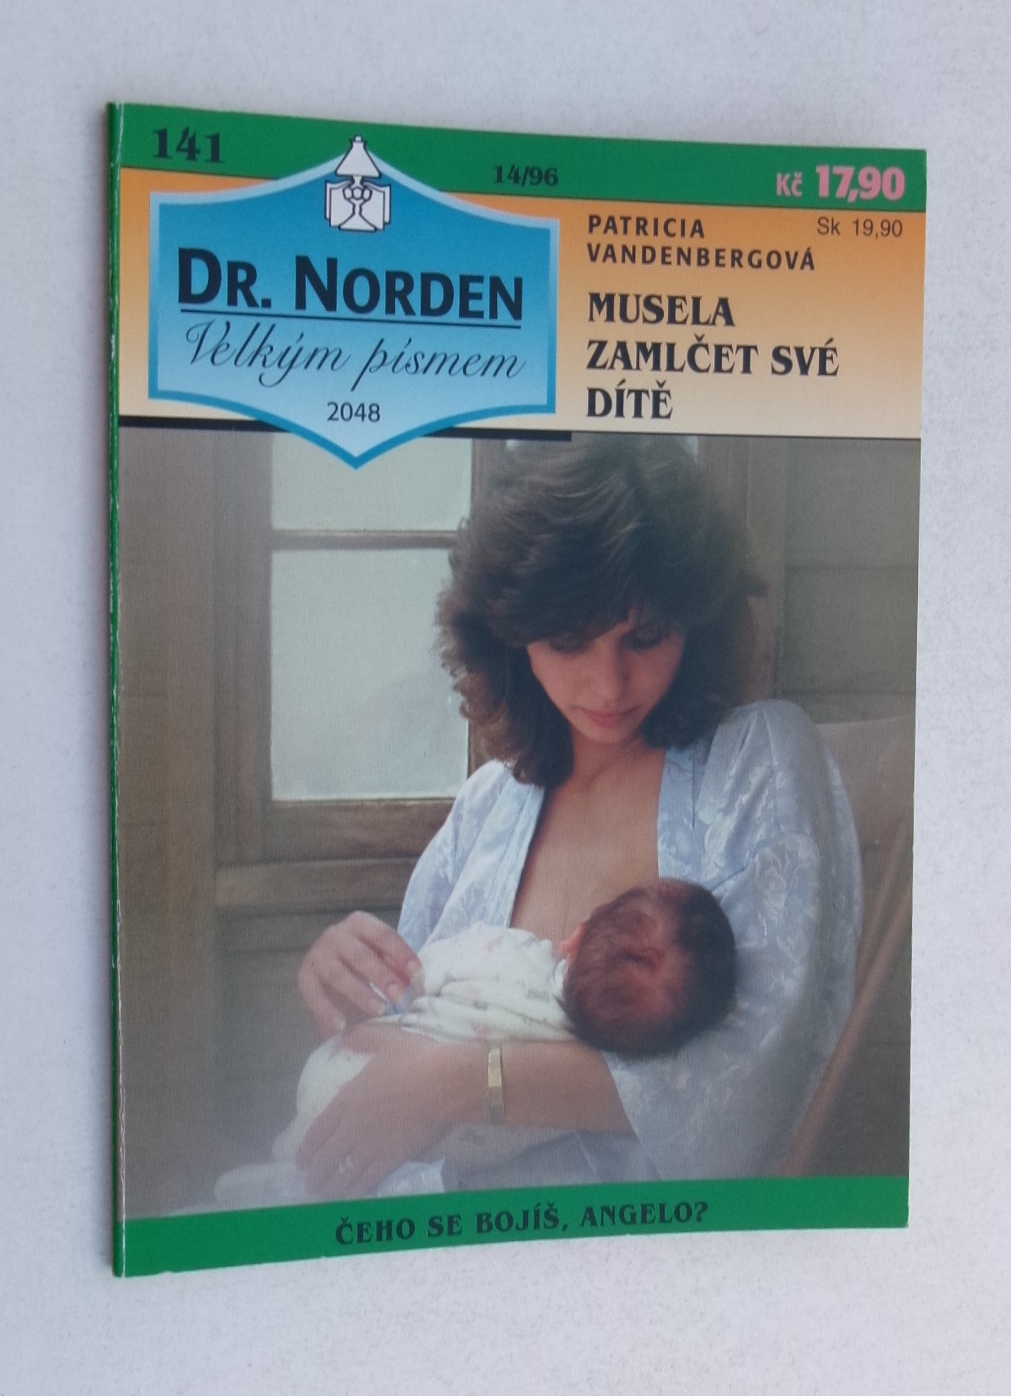 141
14/96
Kč 17,90
Sk 19,90
DR. NORDEN
Velkým písmem
2048
PATRICIA
VANDENBERGOVÁ
MUSELA
ZAMLČET SVÉ
DÍTĚ
ČEHO SE BOJÍŠ, ANGELO?